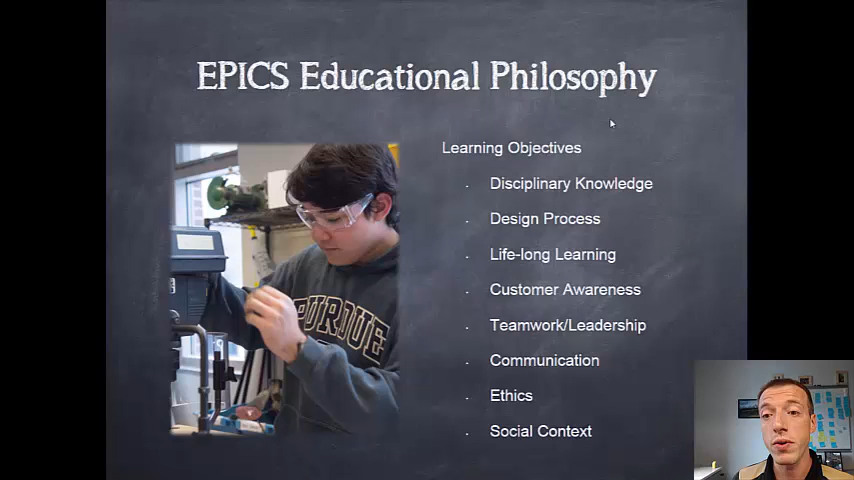 EPICS Educational Philosophy
Learning Objectives
Disciplinary Knowledge
Design Process
Life-long Learning
Customer Awareness
Teamwork/Leadership
Communication
Ethics
Social Context
PURDUE